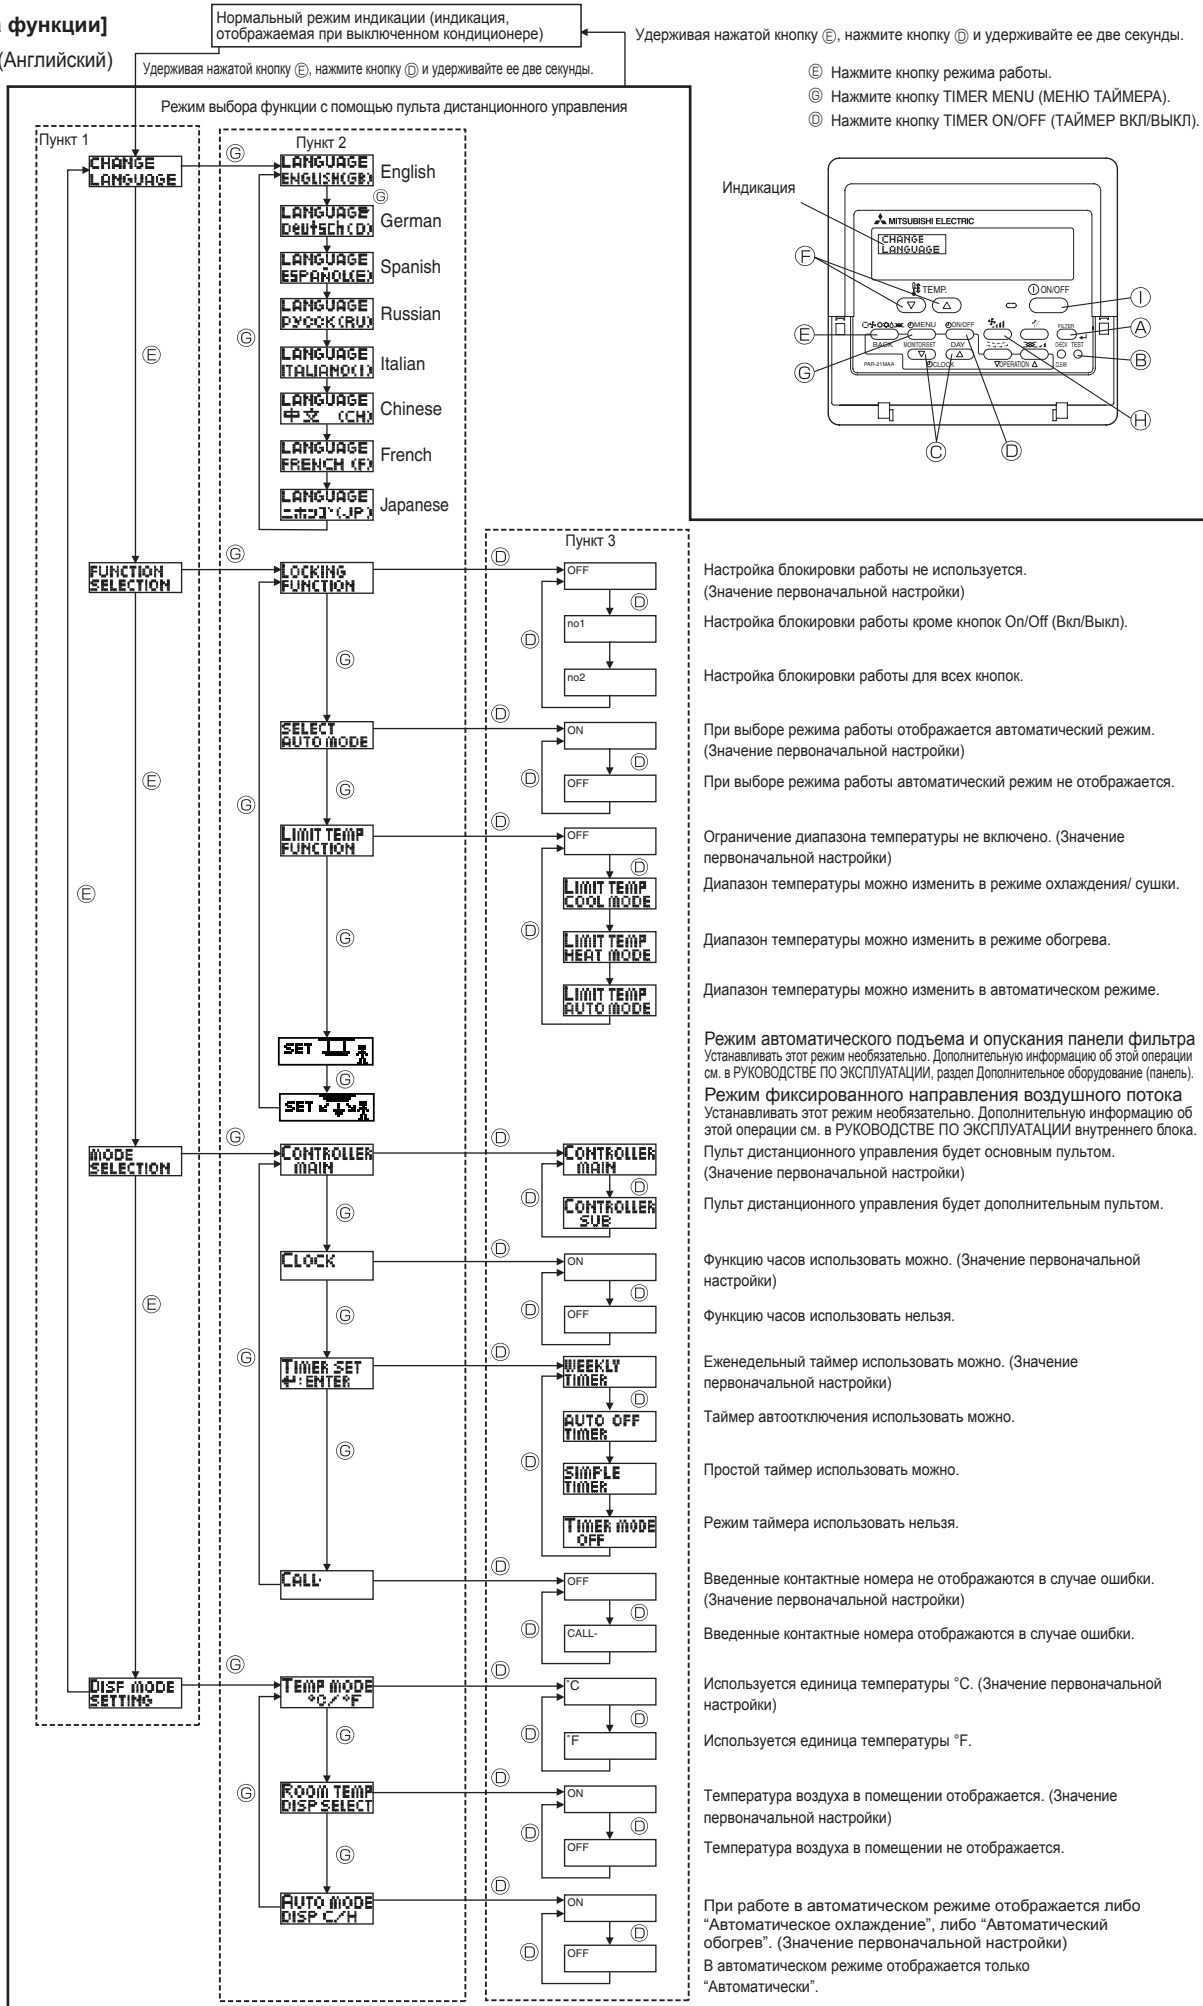 функции]
(Английский)
Нормальный режим индикации (индикация,
отображаемая при выключенном кондиционере)
Удерживая нажатой кнопку Ⓔ, нажмите кнопку Ⓓ и удерживайте ее две секунды.
Удерживая нажатой кнопку Ⓔ, нажмите кнопку Ⓓ и удерживайте ее две секунды.
Ⓔ Нажмите кнопку режима работы.
Ⓖ Нажмите кнопку TIMER MENU (МЕНЮ ТАЙМЕРА).
Ⓓ Нажмите кнопку TIMER ON/OFF (ТАЙМЕР ВКЛ/ВЫКЛ).
Режим выбора функции с помощью пульта дистанционного управления
Пункт 1
Пункт 2
CHANGE
LANGUAGE
Ⓖ
LANGUAGE
ENGLISH(GB)
English
Ⓖ
LANGUAGE
Deutsch(D)
German
LANGUAGE
ESPAÑOL(E)
Spanish
LANGUAGE
РУССК(RU)
Russian
Ⓖ
Ⓔ
LANGUAGE
ITALIANO(I)
Italian
LANGUAGE
中文 (CH)
Chinese
LANGUAGE
FRENCH (F)
French
LANGUAGE
ニホンゴ(JP)
Japanese
Индикация
MITSUBISHI ELECTRIC
CHANGE
LANGUAGE
TEMP.
ON/OFF
MENU
ON/OFF
FILTER
BACK
MONITOR/SET
DAY
CHECK TEST
PAR-21MAA
CLOCK
OPERATION
CLEAR
Ⓕ
Ⓔ
Ⓖ
Ⓘ
Ⓐ
Ⓑ
Ⓗ
Ⓒ
Ⓓ
Пункт 3
FUNCTION
SELECTION
Ⓖ
LOCKING
FUNCTION
Ⓓ
OFF
Настройка блокировки работы не используется.
(Значение первоначальной настройки)
Ⓓ
Ⓓ
no1
Настройка блокировки работы кроме кнопок On/Off (Вкл/Выкл).
Ⓖ
no2
Настройка блокировки работы для всех кнопок.
SELECT
AUTO MODE
Ⓓ
ON
При выборе режима работы отображается автоматический режим.
(Значение первоначальной настройки)
Ⓔ
Ⓖ
Ⓖ
Ⓓ
Ⓓ
OFF
При выборе режима работы автоматический режим не отображается.
LIMIT TEMP
FUNCTION
Ⓓ
OFF
Ограничение диапазона температуры не включено. (Значение
первоначальной настройки)
Ⓓ
Ⓔ
LIMIT TEMP
COOL MODE
Диапазон температуры можно изменить в режиме охлаждения/ сушки.
Ⓖ
Ⓓ
LIMIT TEMP
HEAT MODE
Диапазон температуры можно изменить в режиме обогрева.
LIMIT TEMP
AUTO MODE
Диапазон температуры можно изменить в автоматическом режиме.
SET
Режим автоматического подъема и опускания панели фильтра
Устанавливать этот режим необязательно. Дополнительную информацию об этой операции
см. в РУКОВОДСТВЕ ПО ЭКСПЛУАТАЦИИ, раздел Дополнительное оборудование (панель).
Ⓖ
SET
Режим фиксированного направления воздушного потока
Устанавливать этот режим необязательно. Дополнительную информацию об
этой операции см. в РУКОВОДСТВЕ ПО ЭКСПЛУАТАЦИИ внутреннего блока.
MODE
SELECTION
Ⓖ
CONTROLLER
MAIN
Ⓓ
CONTROLLER
MAIN
Пульт дистанционного управления будет основным пультом.
(Значение первоначальной настройки)
Ⓖ
Ⓓ
Ⓓ
CONTROLLER
SUB
Пульт дистанционного управления будет дополнительным пультом.
CLOCK
Ⓓ
ON
Функцию часов использовать можно. (Значение первоначальной
настройки)
Ⓔ
Ⓖ
Ⓓ
Ⓓ
OFF
Функцию часов использовать нельзя.
Ⓖ
TIMER SET
↵:ENTER
Ⓓ
WEEKLY
TIMER
Еженедельный таймер использовать можно. (Значение
первоначальной настройки)
Ⓓ
AUTO OFF
TIMER
Таймер автоотключения использовать можно.
Ⓖ
Ⓓ
SIMPLE
TIMER
Простой таймер использовать можно.
TIMER MODE
OFF
Режим таймера использовать нельзя.
CALL-
Ⓓ
OFF
Введенные контактные номера не отображаются в случае ошибки.
(Значение первоначальной настройки)
Ⓓ
Ⓓ
CALL-
Введенные контактные номера отображаются в случае ошибки.
DISP MODE
SETTING
Ⓖ
TEMP MODE
°C/°F
Ⓓ
°C
Используется единица температуры °C. (Значение первоначальной
настройки)
Ⓖ
Ⓓ
Ⓓ
°F
Используется единица температуры °F.
Ⓖ
ROOM TEMP
DISP SELECT
Ⓓ
ON
Температура воздуха в помещении отображается. (Значение
первоначальной настройки)
Ⓖ
Ⓓ
Ⓓ
OFF
Температура воздуха в помещении не отображается.
AUTO MODE
DISP C/H
Ⓓ
ON
При работе в автоматическом режиме отображается либо
“Автоматическое охлаждение”, либо “Автоматический
обогрев”. (Значение первоначальной настройки)
Ⓓ
Ⓓ
OFF
В автоматическом режиме отображается только
“Автоматически”.